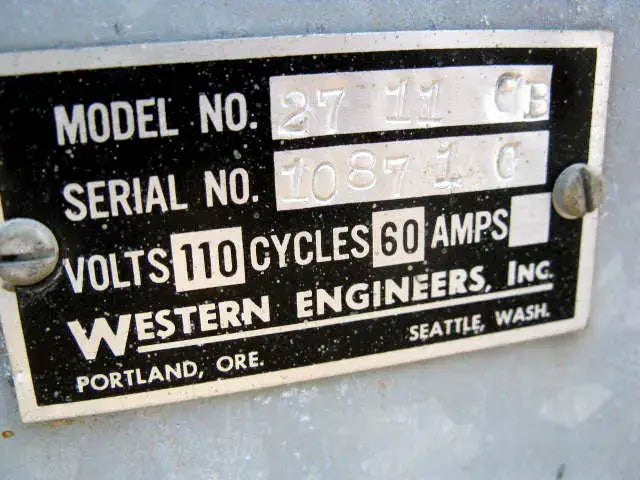 MODEL NO. 27 11 CB
SERIAL NO. 10871 C
VOLTS 110 CYCLES 60 AMPS
WESTERN ENGINEERS, INC.
PORTLAND, ORE. SEATTLE, WASH.